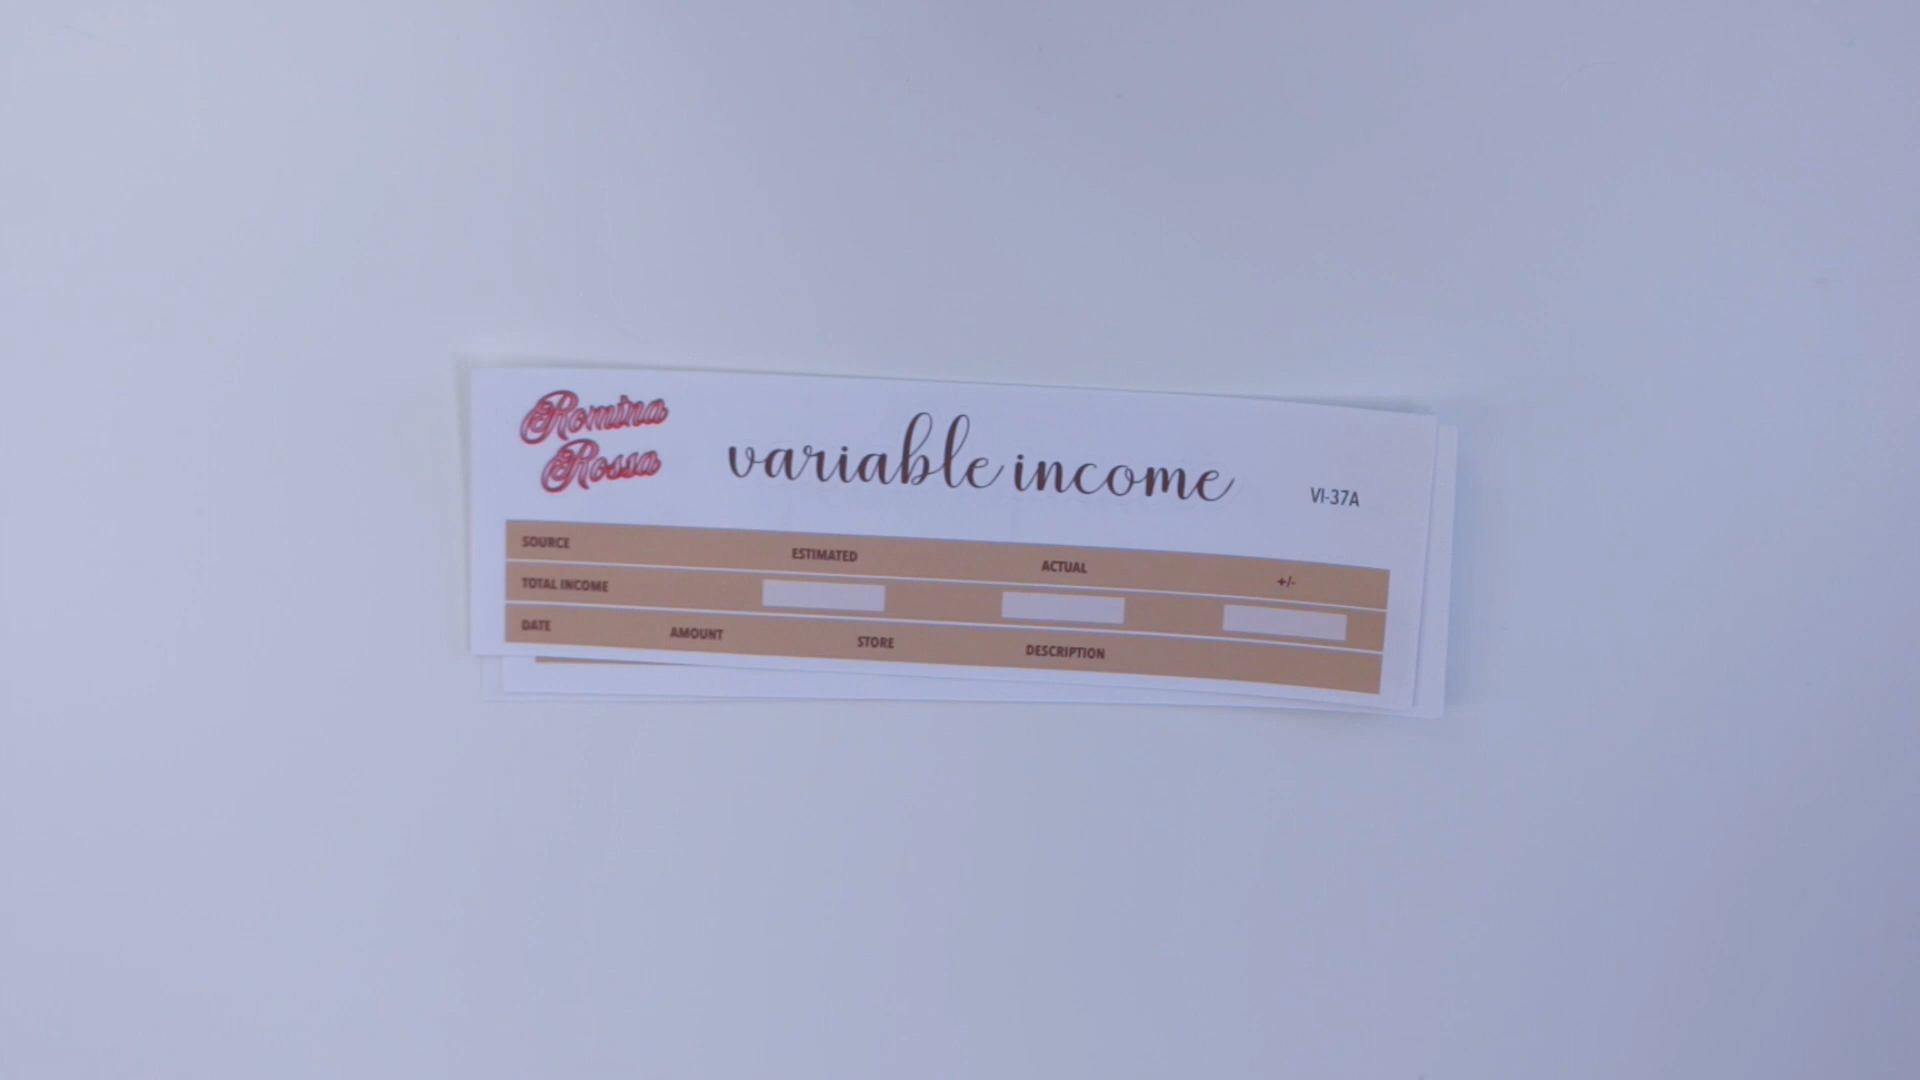 Romina
Rossa
variable income
VI-37A
SOURCE ESTIMATED ACTUAL +/-
TOTAL INCOME
DATE AMOUNT STORE DESCRIPTION